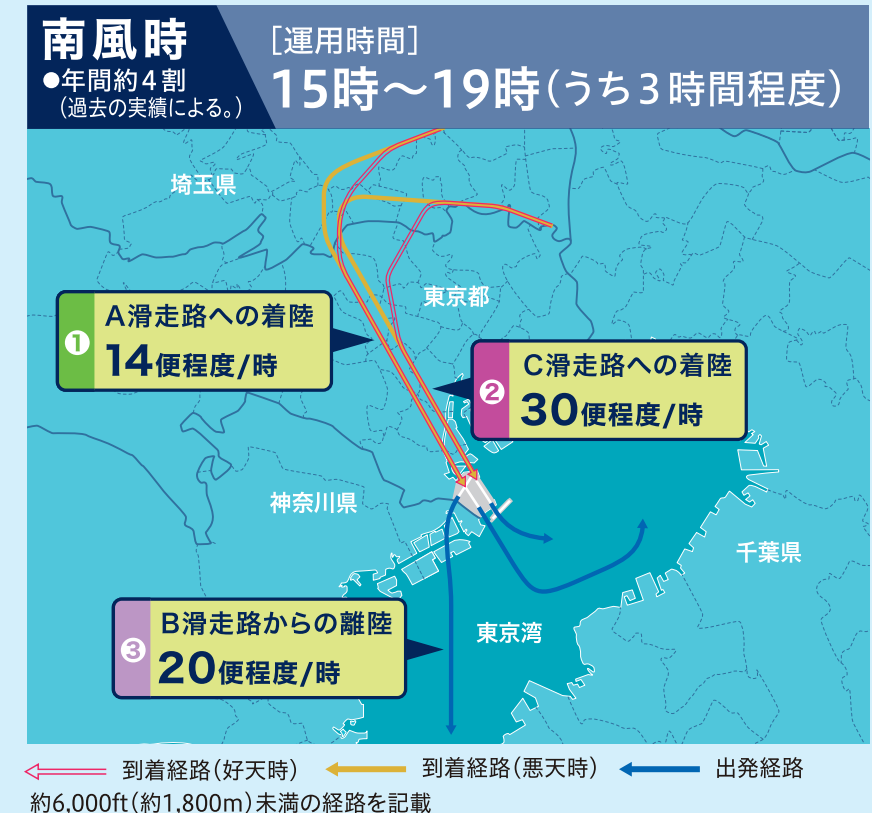 南風時
●年間約4割
(過去の実績による。)
[運用時間]
15時～19時(うち3時間程度)
埼玉県
東京都
❶
A滑走路への着陸
14便程度/時
❷
C滑走路への着陸
30便程度/時
神奈川県
千葉県
東京湾
❸
B滑走路からの離陸
20便程度/時
到着経路(好天時)
到着経路(悪天時)
出発経路
約6,000ft(約1,800m)未満の経路を記載